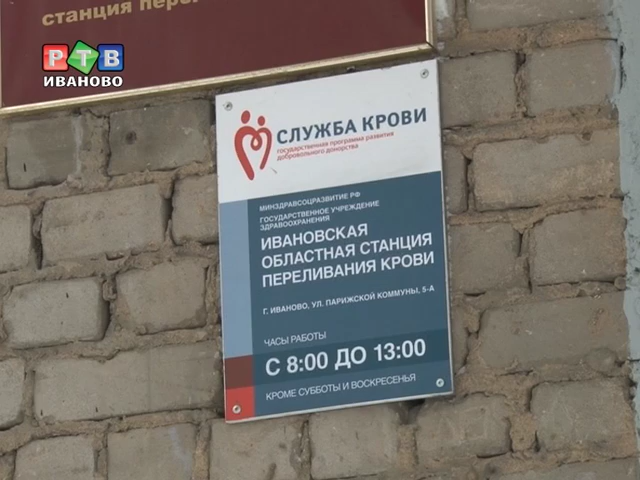 станция
РТВ
ИВАНОВО
СЛУЖБА КРОВИ
государственная программа развития
добровольного донорства
МИНЗДРАВСОЦРАЗВИТИЕ РФ
ГОСУДАРСТВЕННОЕ УЧРЕЖДЕНИЕ
ЗДРАВООХРАНЕНИЯ
ИВАНОВСКАЯ
ОБЛАСТНАЯ СТАНЦИЯ
ПЕРЕЛИВАНИЯ КРОВИ
Г. ИВАНОВО, УЛ. ПАРИЖСКОЙ КОММУНЫ, 5-А
ЧАСЫ РАБОТЫ
С 8:00 ДО 13:00
КРОМЕ СУББОТЫ И ВОСКРЕСЕНЬЯ